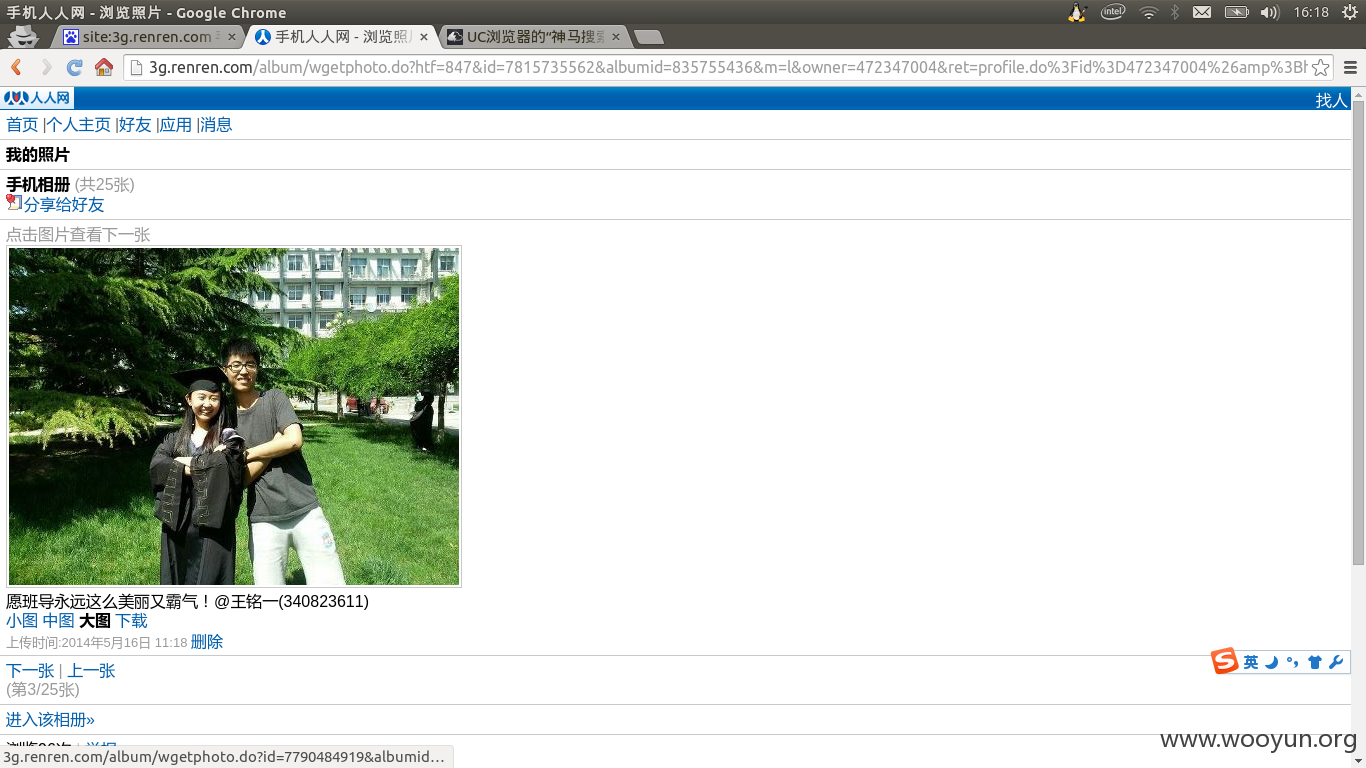 手机人人网 - 浏览照片 - Google Chrome
16:18
site:3g.renren.com
手机人人网 - 浏览照片
UC浏览器的“神马搜索
3g.renren.com/album/wgetphoto.do?htf=847&id=7815735562&albumid=835755436&m=l&owner=472347004&ret=profile.do%3Fid%3D472347004%26amp%3Bh
人人网
找人
首页 |个人主页 |好友 |应用 |消息
我的照片
手机相册 (共25张)
分享给好友
点击图片查看下一张
愿班导永远这么美丽又霸气！@王铭一(340823611)
小图 中图 大图 下载
上传时间:2014年5月16日 11:18 删除
下一张 | 上一张
(第3/25张)
英
进入该相册»
www.wooyun.org
3g.renren.com/album/wgetphoto.do?id=7790484919&albumid...